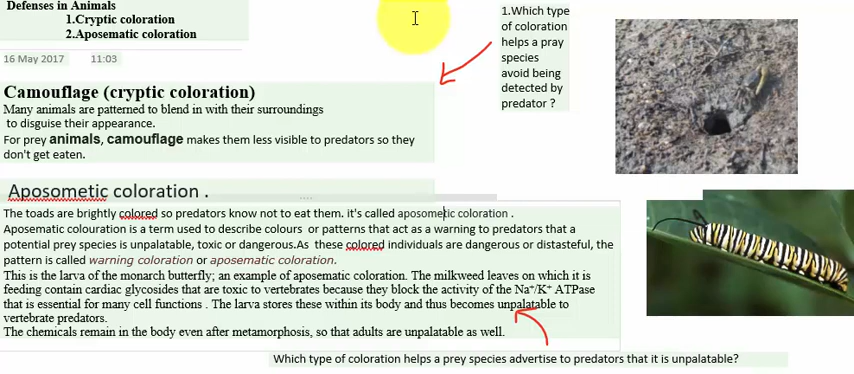 Defenses in Animals
1.Cryptic coloration
2.Aposematic coloration
16 May 2017 11:03
Camouflage (cryptic coloration)
Many animals are patterned to blend in with their surroundings
to disguise their appearance.
For prey animals, camouflage makes them less visible to predators so they
don't get eaten.
1.Which type
of coloration
helps a pray
species
avoid being
detected by
predator ?
Aposometic coloration .
The toads are brightly colored so predators know not to eat them. it's called aposometic coloration .
Aposematic colouration is a term used to describe colours or patterns that act as a warning to predators that a
potential prey species is unpalatable, toxic or dangerous.As these colored individuals are dangerous or distasteful, the
pattern is called warning coloration or aposematic coloration.
This is the larva of the monarch butterfly; an example of aposematic coloration. The milkweed leaves on which it is
feeding contain cardiac glycosides that are toxic to vertebrates because they block the activity of the Na⁺/K⁺ ATPase
that is essential for many cell functions . The larva stores these within its body and thus becomes unpalatable to
vertebrate predators.
The chemicals remain in the body even after metamorphosis, so that adults are unpalatable as well.
Which type of coloration helps a prey species advertise to predators that it is unpalatable?